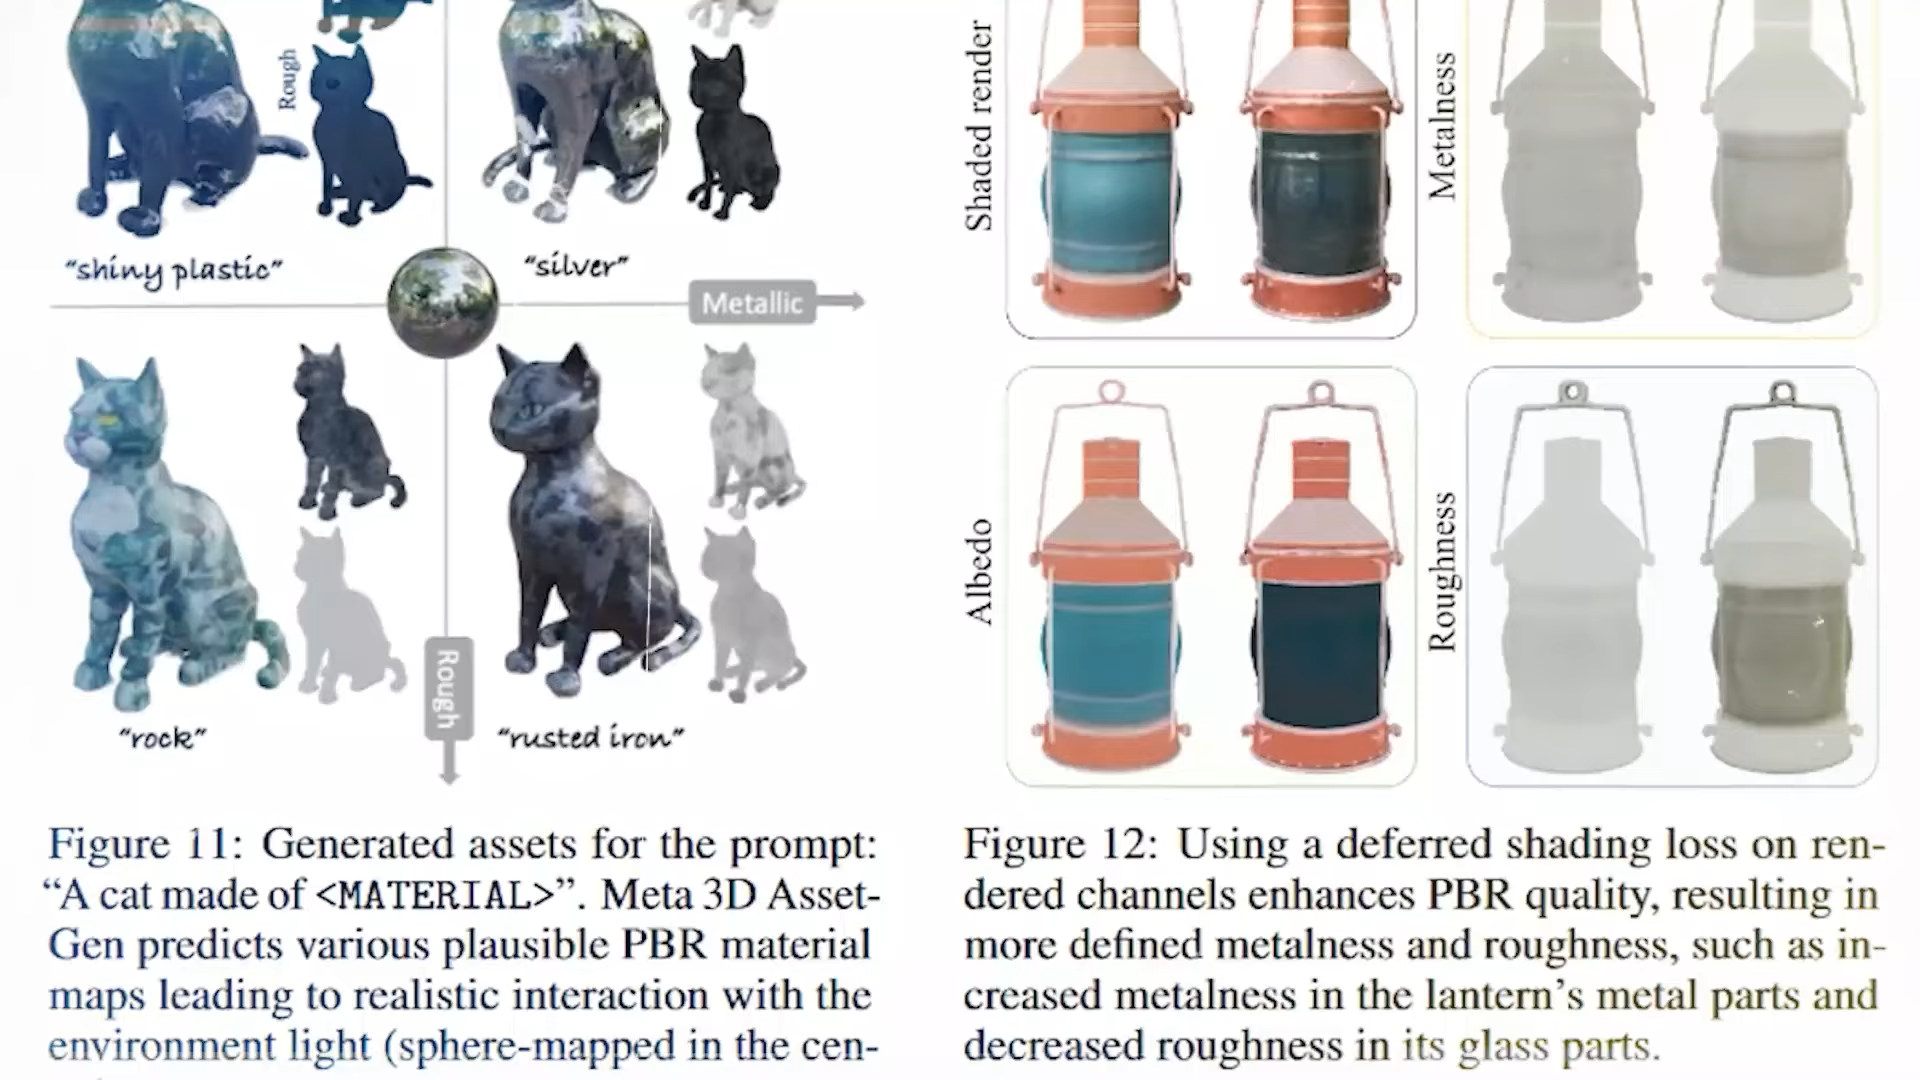 Rough
"shiny plastic"
"silver"
Metallic
"rock"
Rough
"rusted iron"
Figure 11: Generated assets for the prompt:
“A cat made of <MATERIAL>”. Meta 3D Asset-
Gen predicts various plausible PBR material
maps leading to realistic interaction with the
environment light (sphere-mapped in the cen-
Shaded render
Metalness
Albedo
Roughness
Figure 12: Using a deferred shading loss on ren-
dered channels enhances PBR quality, resulting in
more defined metalness and roughness, such as in-
creased metalness in the lantern’s metal parts and
decreased roughness in its glass parts.